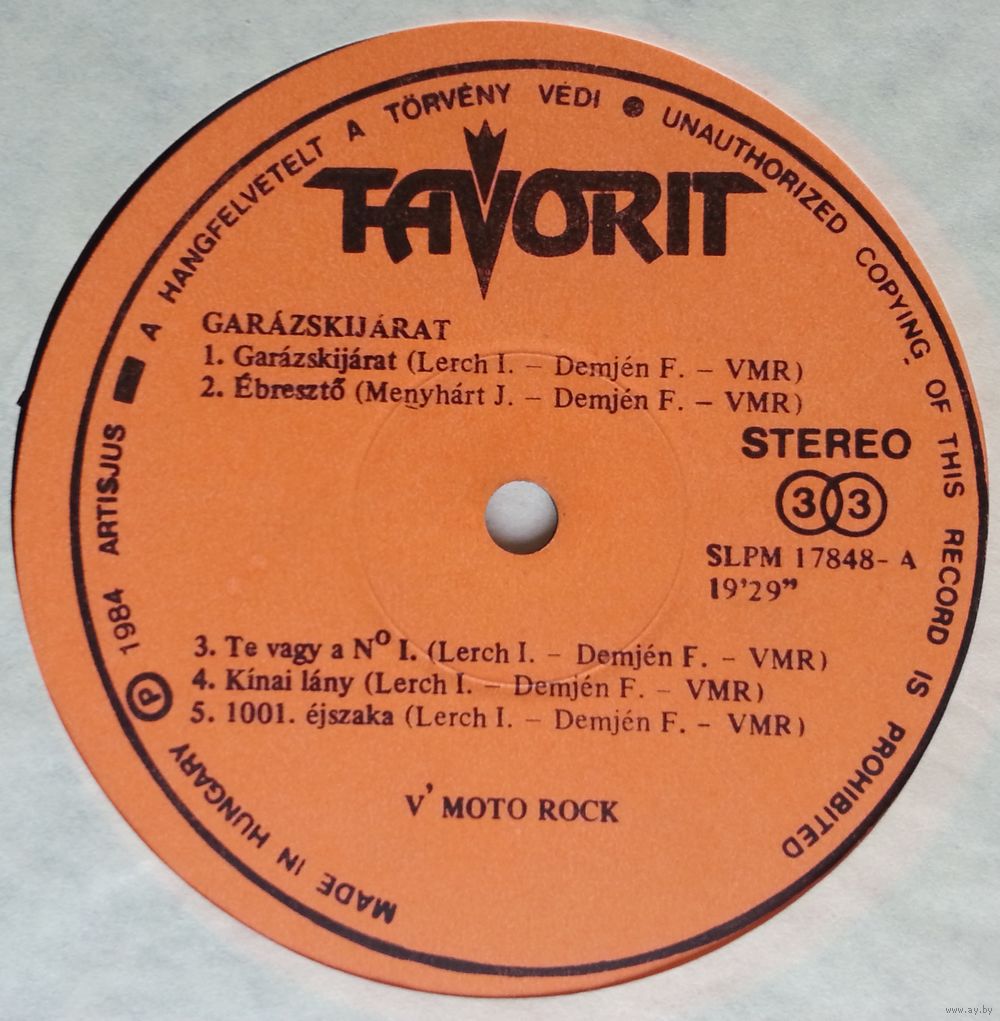 A HANGFELVETELT A TÖRVÉNY VÉDI ● UNAUTHORIZED COPYING OF THIS RECORD IS PROHIBITED
FAVORIT
GARÁZSKIJÁRAT
1. Garázskijárat (Lerch I. – Demjén F. – VMR)
2. Ébresztő (Menyhárt J. – Demjén F. – VMR)
STEREO
33
SLPM 17848- A
19'29”
3. Te vagy a Nº I. (Lerch I. – Demjén F. – VMR)
4. Kínai lány (Lerch I. – Demjén F. – VMR)
5. 1001. éjszaka (Lerch I. – Demjén F. – VMR)
V' MOTO ROCK
MADE IN HUNGARY Ⓟ 1984 ARTISJUS
www.ay.by